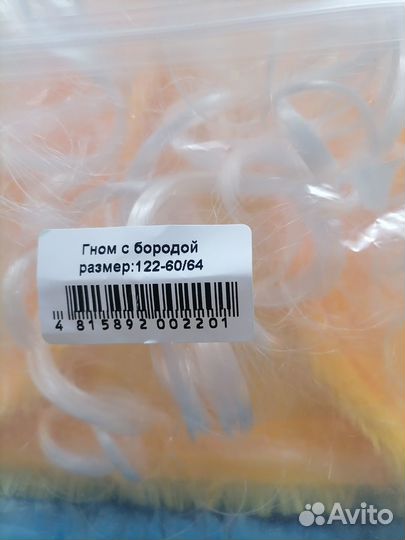 Гном с бородой
размер:122-60/64
4 815892 002201
Avito